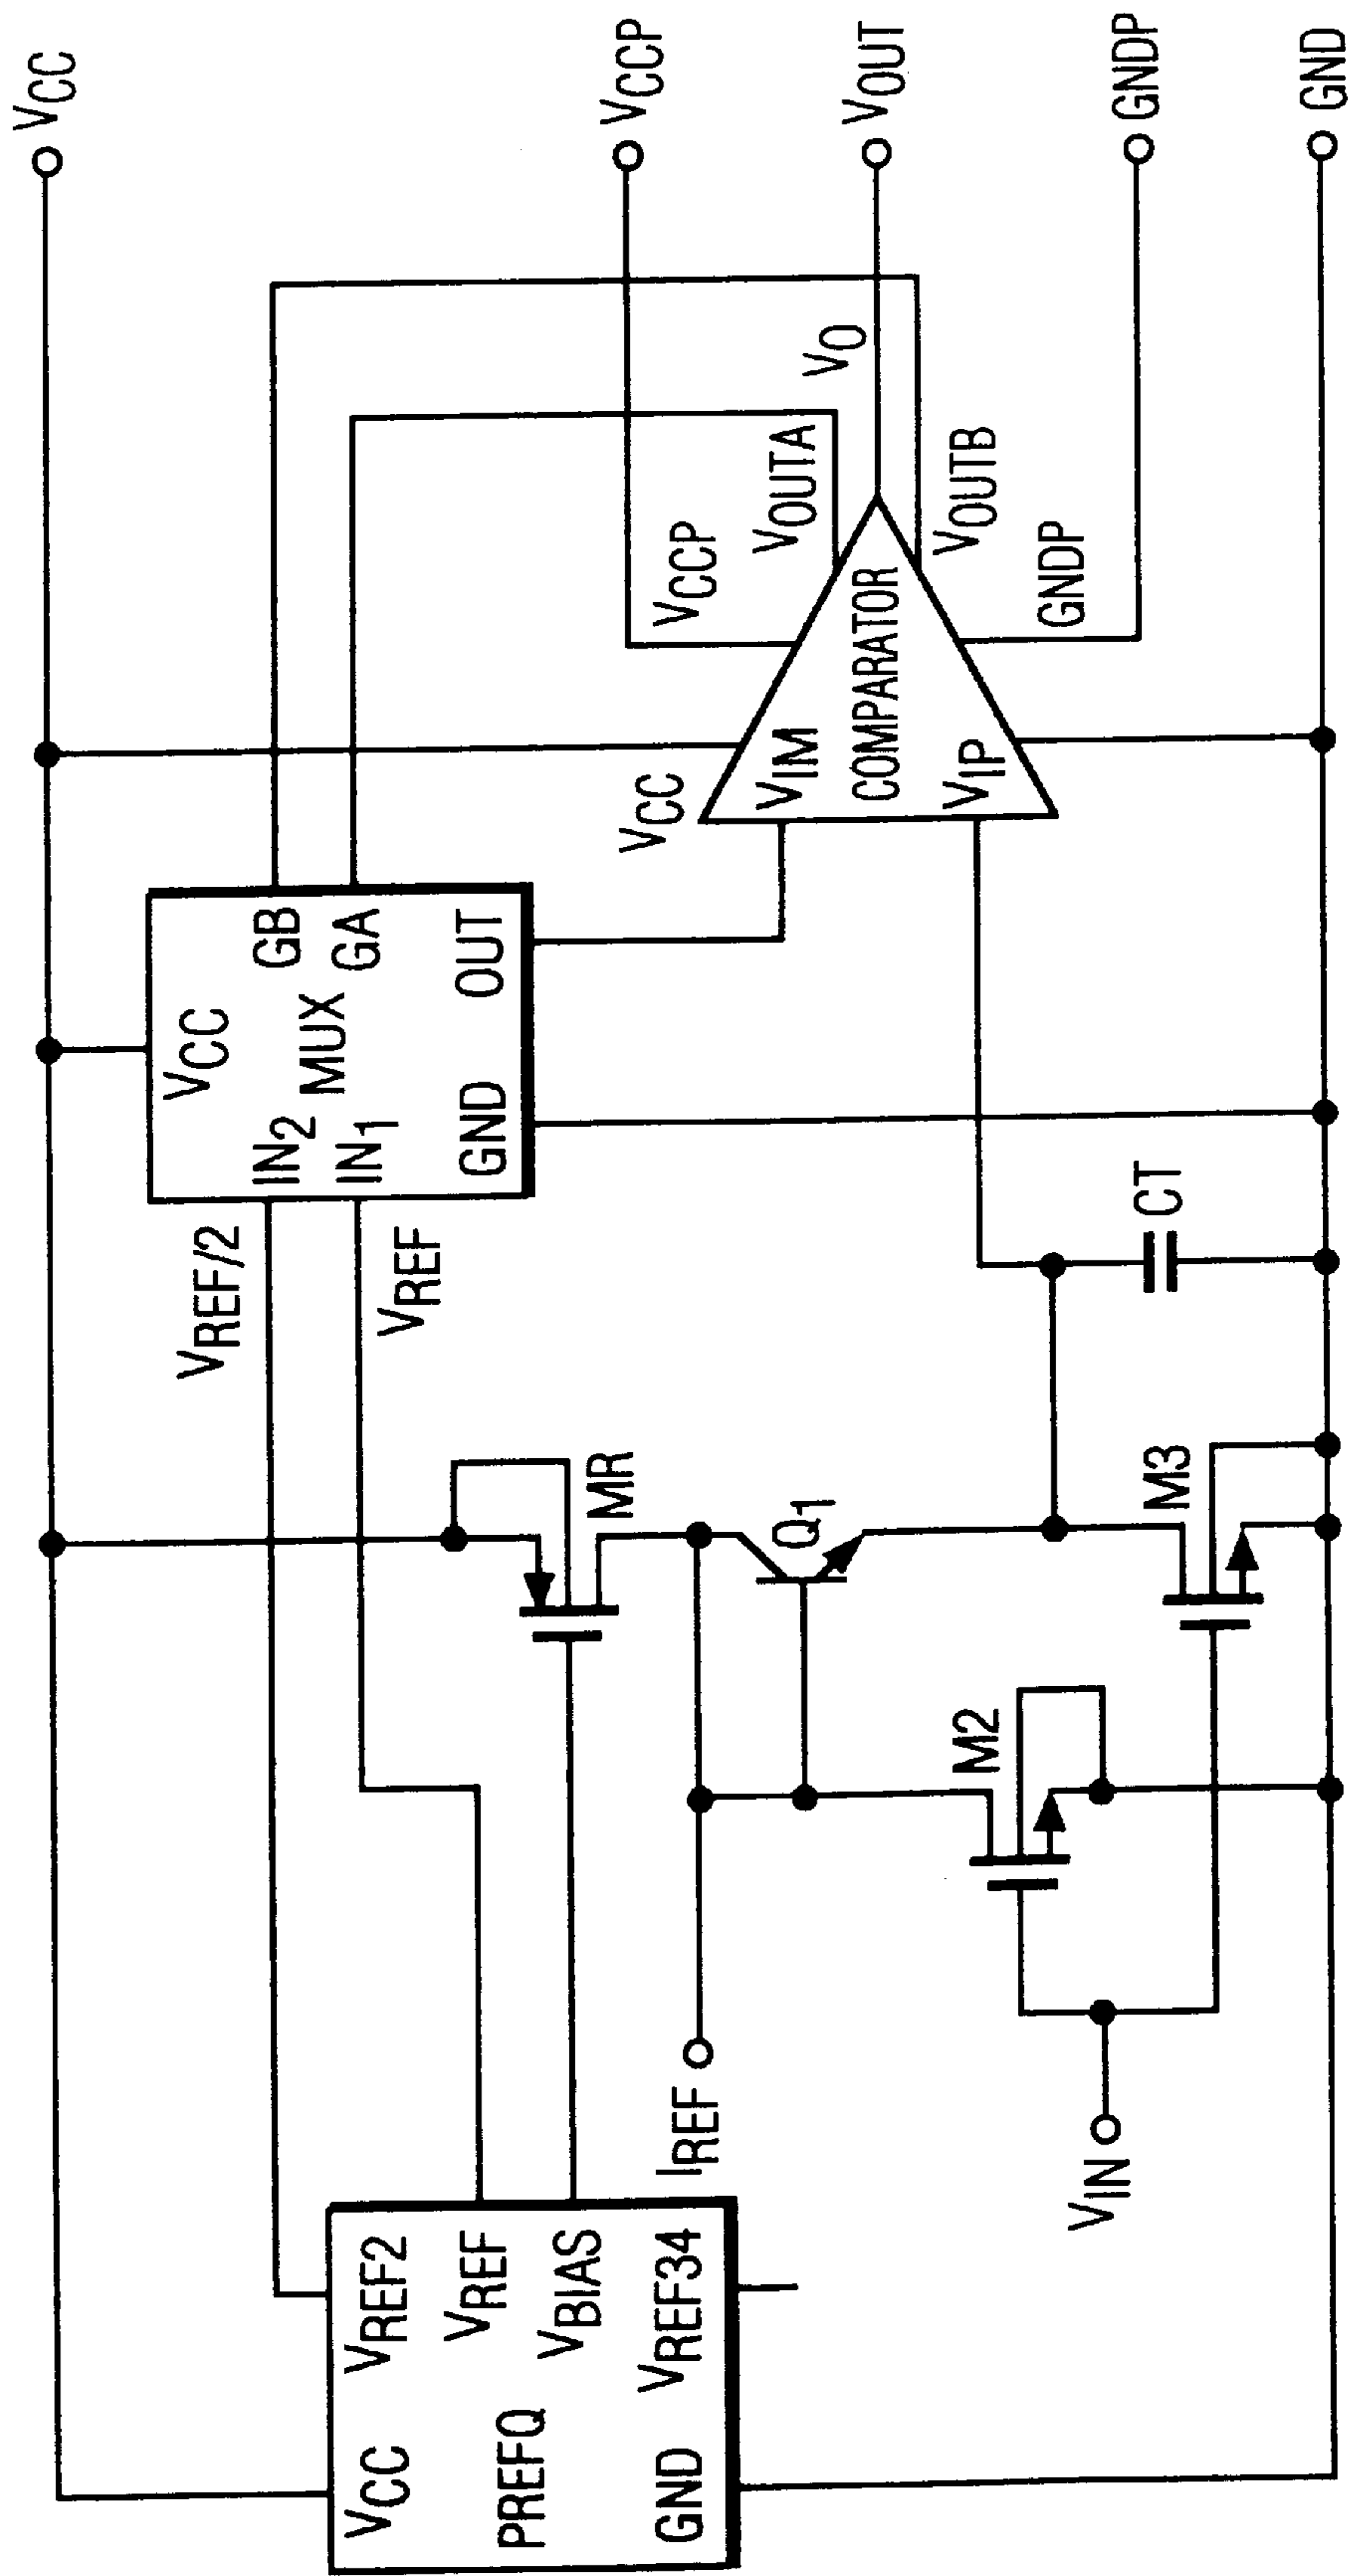 VCC
VCCP
VOUT
GNDP
GND
VCC
VREF2
VREF
VBIAS
PREFQ
GND
VREF34
VREF/2
VREF
VCC
IN2
GB
MUX
IN1
GA
GND
OUT
MR
IREF
Q1
M2
M3
VIN
CT
VCC
VIM
COMPARATOR
VIP
VCCP
VOUTA
VO
VOUTB
GNDP